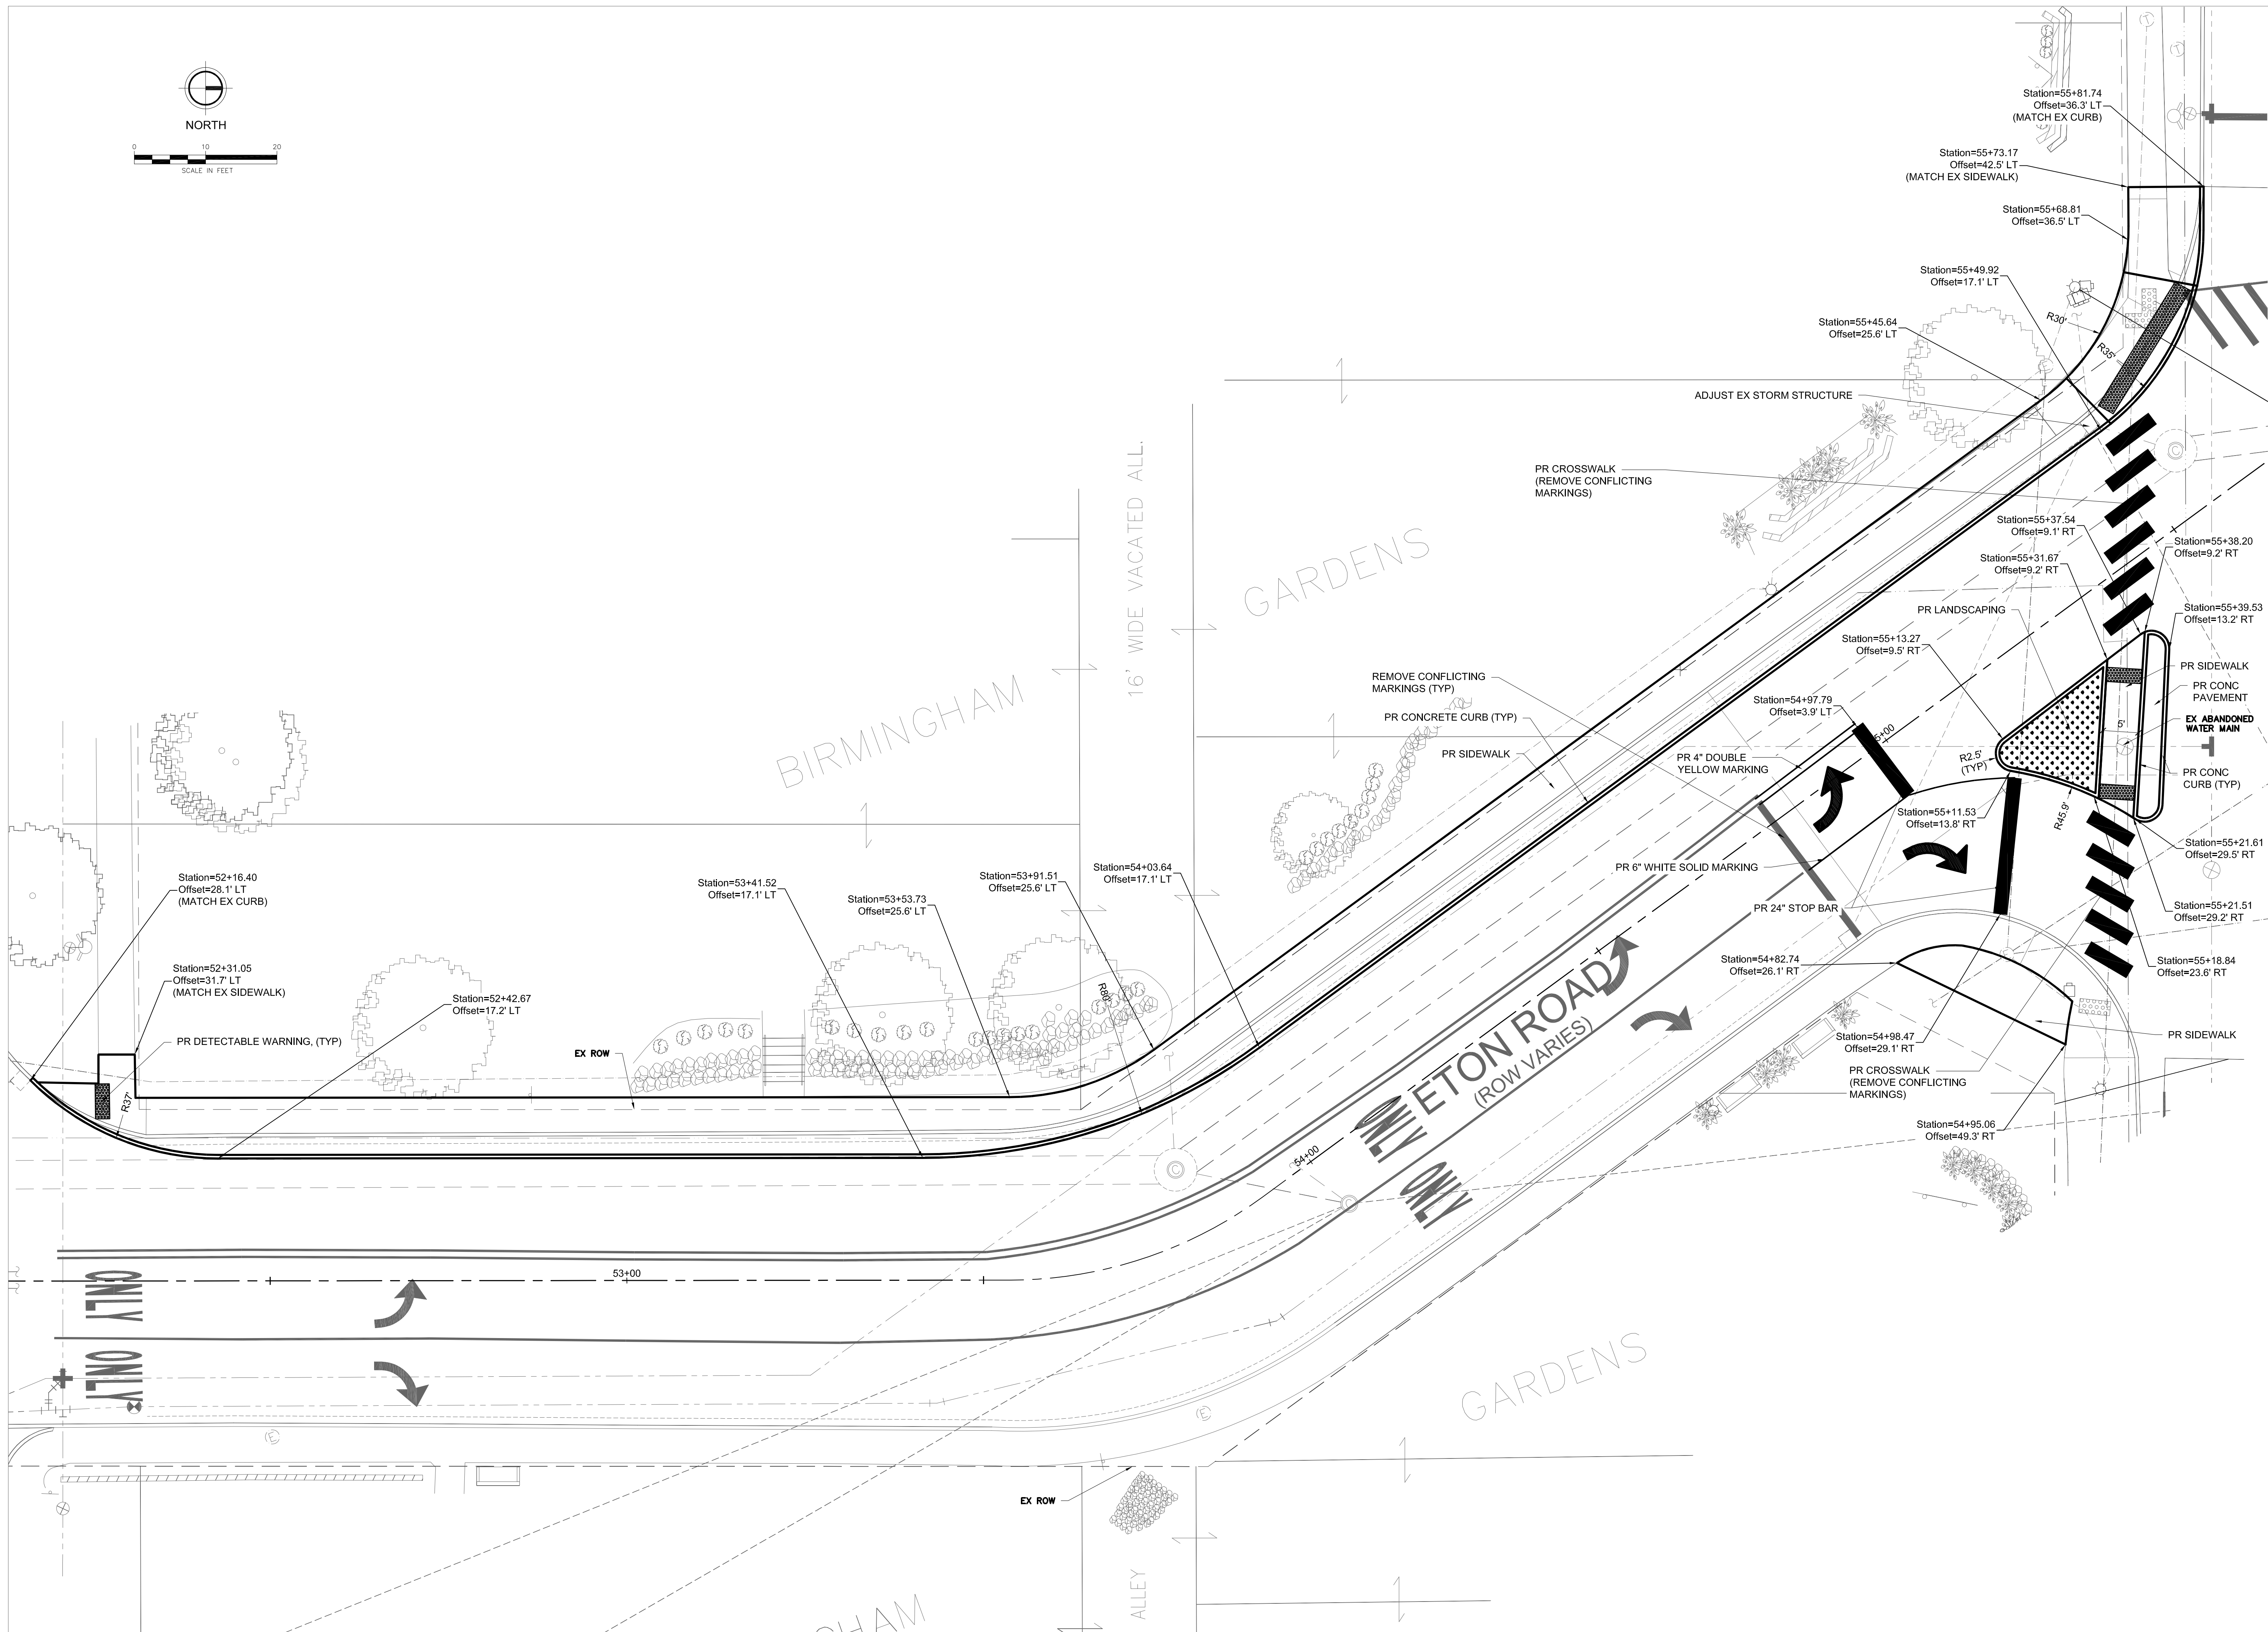 NORTH
0 10 20
SCALE IN FEET
Station=55+81.74
Offset=36.3' LT
(MATCH EX CURB)
Station=55+73.17
Offset=42.5' LT
(MATCH EX SIDEWALK)
Station=55+68.81
Offset=36.5' LT
Station=55+49.92
Offset=17.1' LT
R30'
Station=55+45.64
Offset=25.6' LT
R35'
ADJUST EX STORM STRUCTURE
PR CROSSWALK
(REMOVE CONFLICTING
MARKINGS)
Station=55+37.54
Offset=9.1' RT
Station=55+38.20
Offset=9.2' RT
Station=55+31.67
Offset=9.2' RT
PR LANDSCAPING
Station=55+39.53
Offset=13.2' RT
Station=55+13.27
Offset=9.5' RT
PR SIDEWALK
PR CONC
PAVEMENT
5'
EX ABANDONED
WATER MAIN
PR CONC
CURB (TYP)
R2.5'
(TYP)
R45.9'
16' WIDE VACATED ALL.
GARDENS
BIRMINGHAM
REMOVE CONFLICTING
MARKINGS (TYP)
PR CONCRETE CURB (TYP)
PR SIDEWALK
Station=54+97.79
Offset=3.9' LT
5+00
PR 4" DOUBLE
YELLOW MARKING
Station=55+11.53
Offset=13.8' RT
Station=55+21.61
Offset=29.5' RT
PR 6" WHITE SOLID MARKING
PR 24" STOP BAR
Station=55+21.51
Offset=29.2' RT
Station=55+18.84
Offset=23.6' RT
Station=54+82.74
Offset=26.1' RT
Station=54+98.47
Offset=29.1' RT
PR SIDEWALK
PR CROSSWALK
(REMOVE CONFLICTING
MARKINGS)
Station=54+95.06
Offset=49.3' RT
Station=52+16.40
Offset=28.1' LT
(MATCH EX CURB)
Station=53+41.52
Offset=17.1' LT
Station=53+53.73
Offset=25.6' LT
Station=53+91.51
Offset=25.6' LT
Station=54+03.64
Offset=17.1' LT
Station=52+31.05
Offset=31.7' LT
(MATCH EX SIDEWALK)
Station=52+42.67
Offset=17.2' LT
PR DETECTABLE WARNING, (TYP)
EX ROW
R37'
R80'
ETON ROAD
(ROW VARIES)
ONLY
ONLY
54+00
53+00
ONLY
ONLY
GARDENS
EX ROW
ALLEY
GHAM